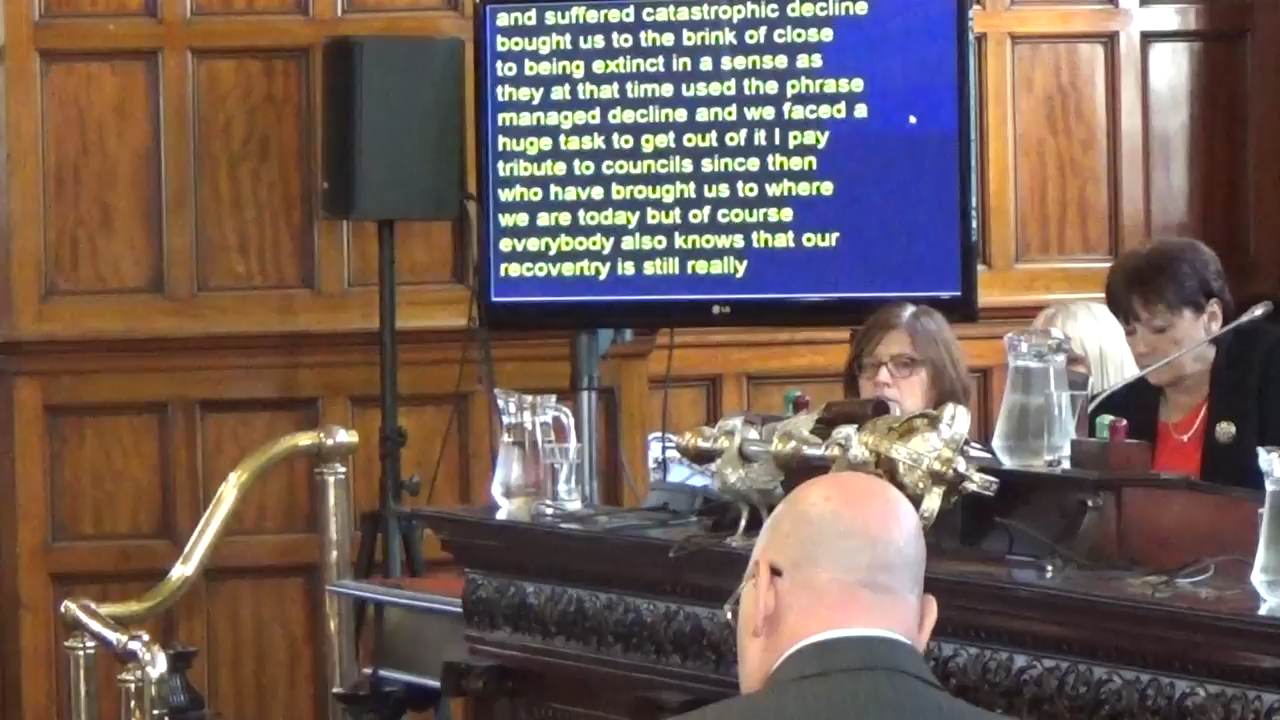 and suffered catastrophic decline
bought us to the brink of close
to being extinct in a sense as
they at that time used the phrase
managed decline and we faced a
huge task to get out of it I pay
tribute to councils since then
who have brought us to where
we are today but of course
everybody also knows that our
recovertry is still really
LG